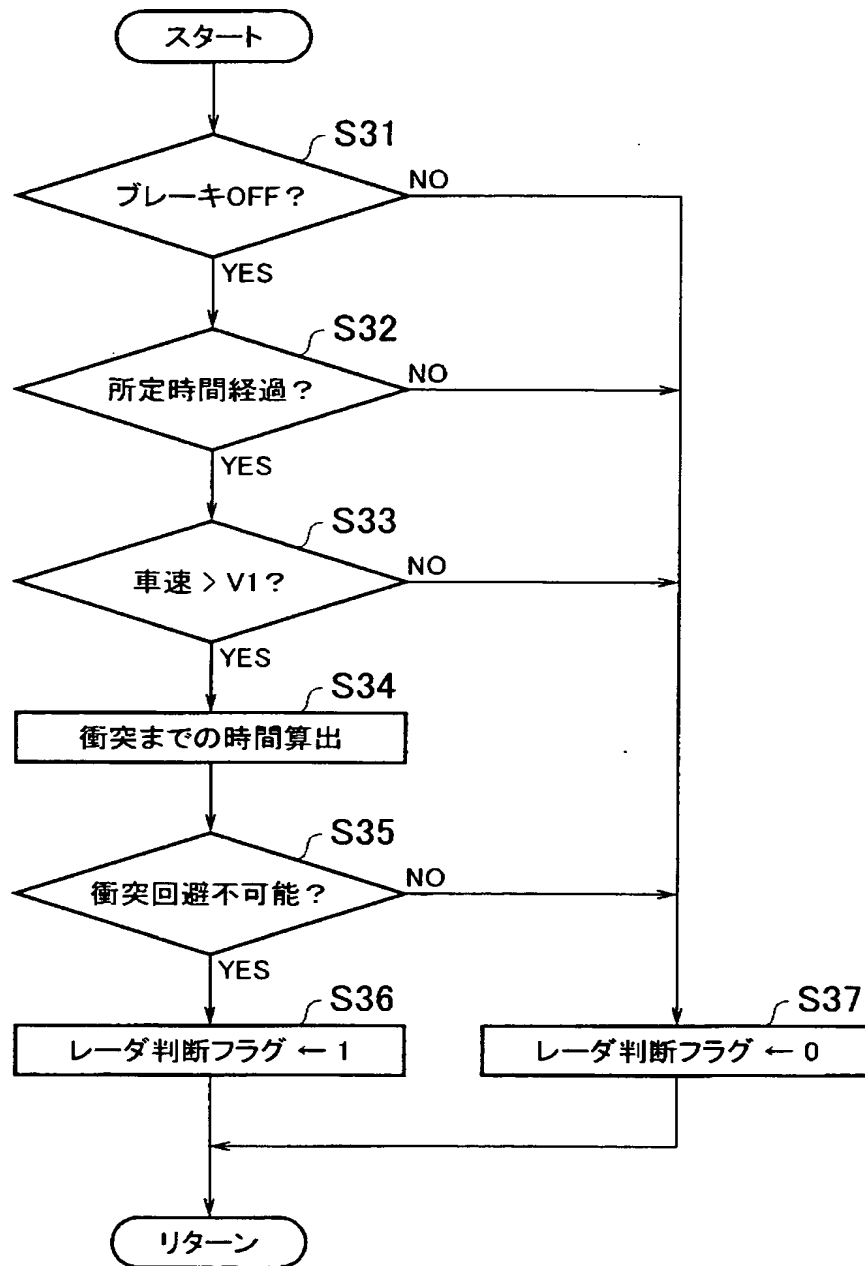 スタート
S31
ブレーキOFF?
NO
YES
S32
所定時間経過?
NO
YES
S33
車速 > V1?
NO
YES
S34
衝突までの時間算出
S35
衝突回避不可能?
NO
YES
S36
レーダ判断フラグ ← 1
S37
レーダ判断フラグ ← 0
リターン